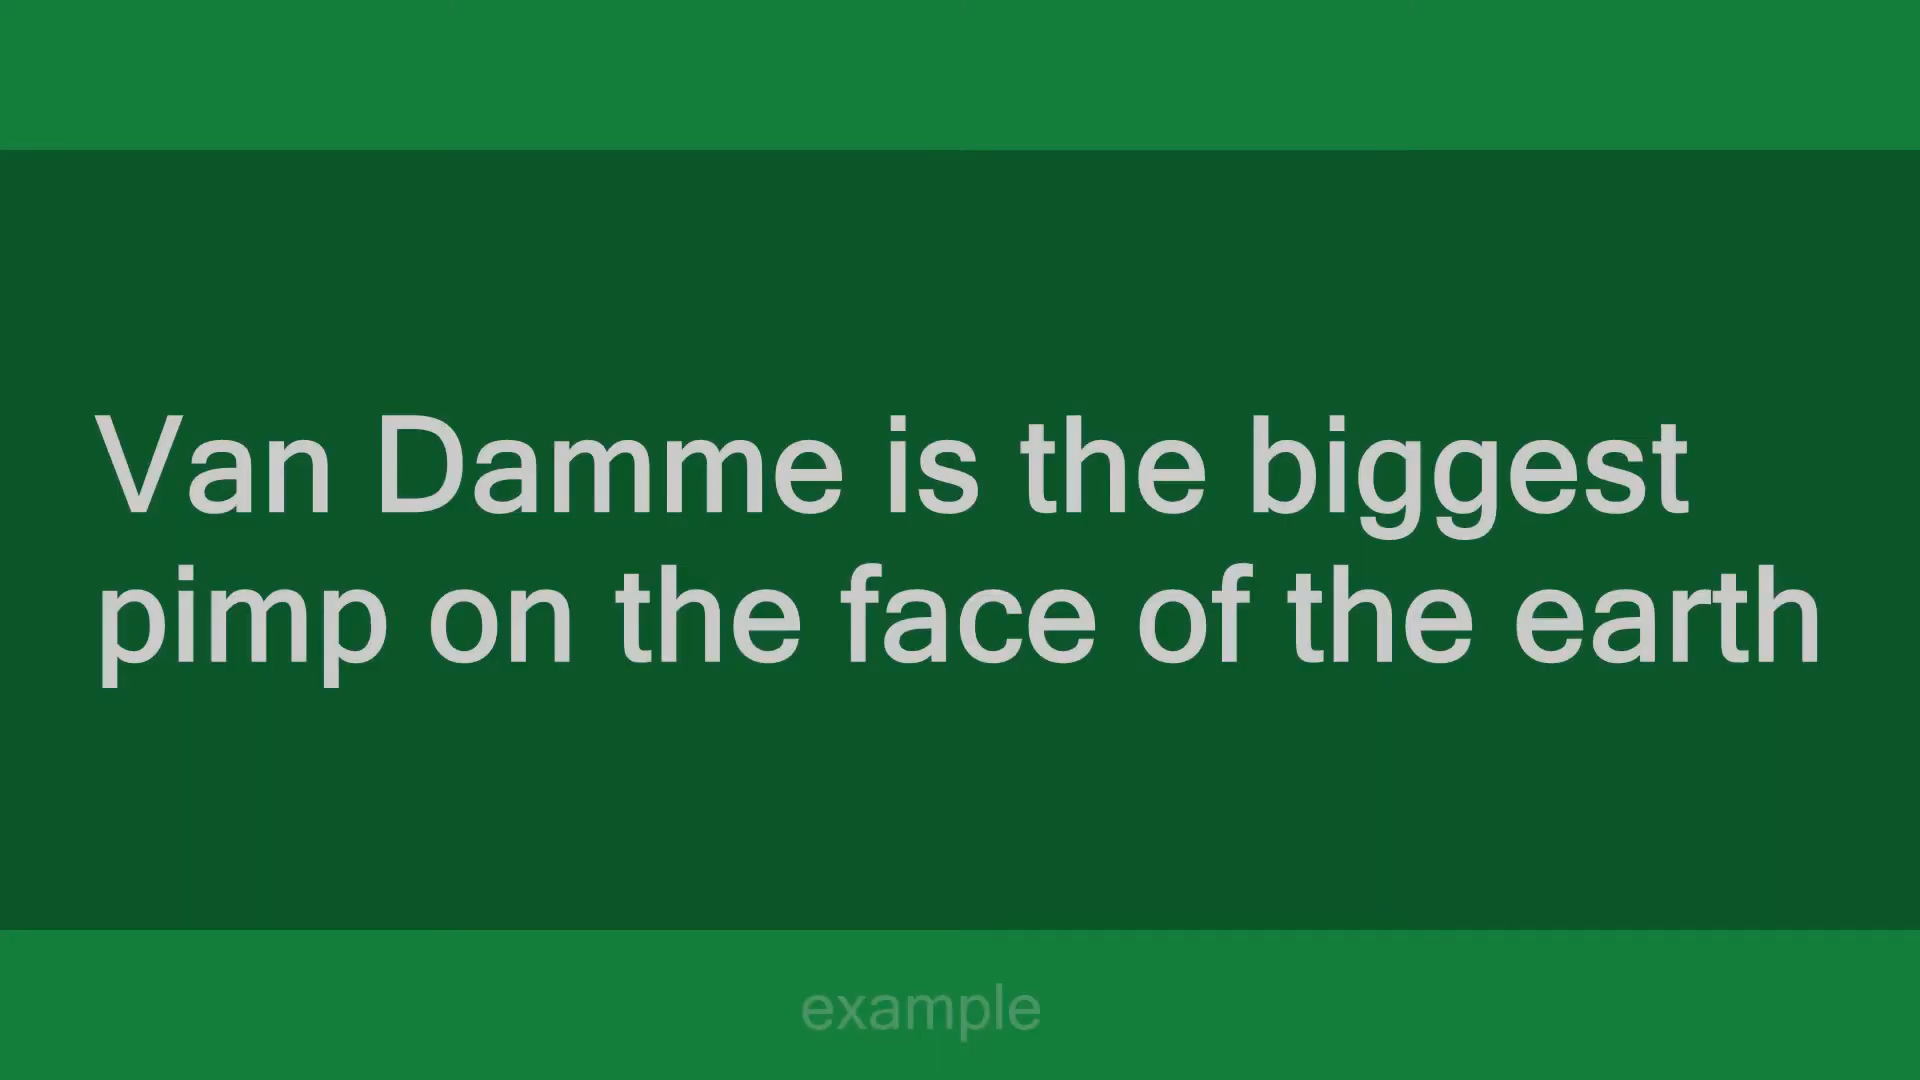 Van Damme is the biggest
pimp on the face of the earth
example